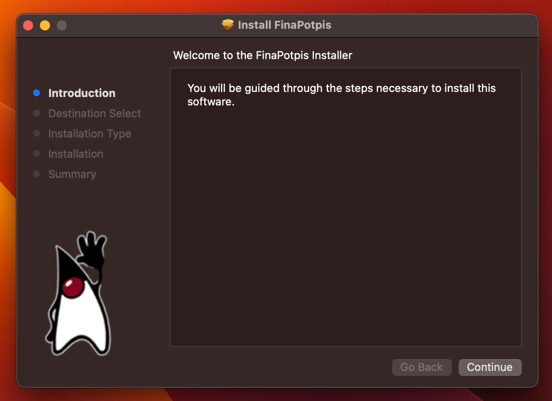 Install FinaPotpis
Welcome to the FinaPotpis Installer
Introduction
Destination Select
Installation Type
Installation
Summary
You will be guided through the steps necessary to install this
software.
Go Back
Continue